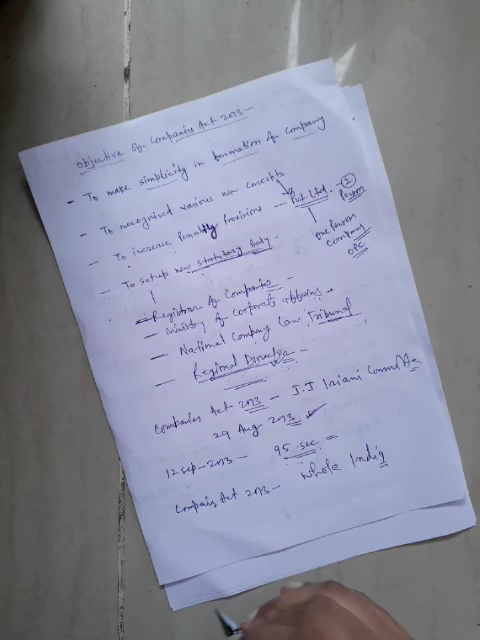 Objective of Companies Act 2013 -
- To make simplicity in formation of company
- To recognised various new concepts
Pvt. Ltd. - 2 Person
one person company
OPC
- To increase Penalty Provisions -
- To setup new statutory body -
- Registrar of Companies -
- Ministry of Corporate affairs
- National Company Law Tribunal
- Regional Director -
Companies Act 2013 - J.J Iriani Committee
29 Aug 2013
12 Sep - 2013 - 95 sec
Companies Act 2013 - whole India